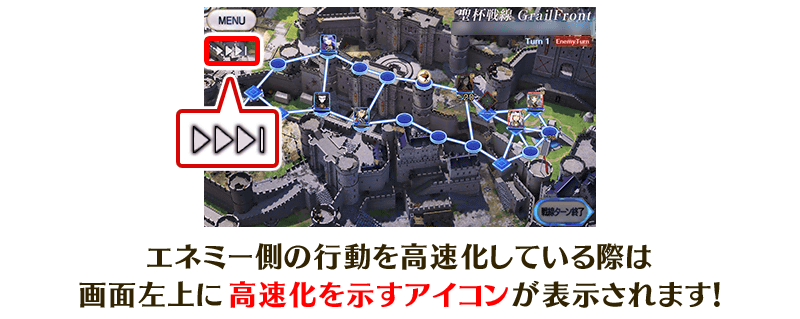 MENU
聖杯戦線 GrailFront
Turn 1 EnemyTurn
戦線ターン終了
エネミー側の行動を高速化している際は
画面左上に高速化を示すアイコンが表示されます!